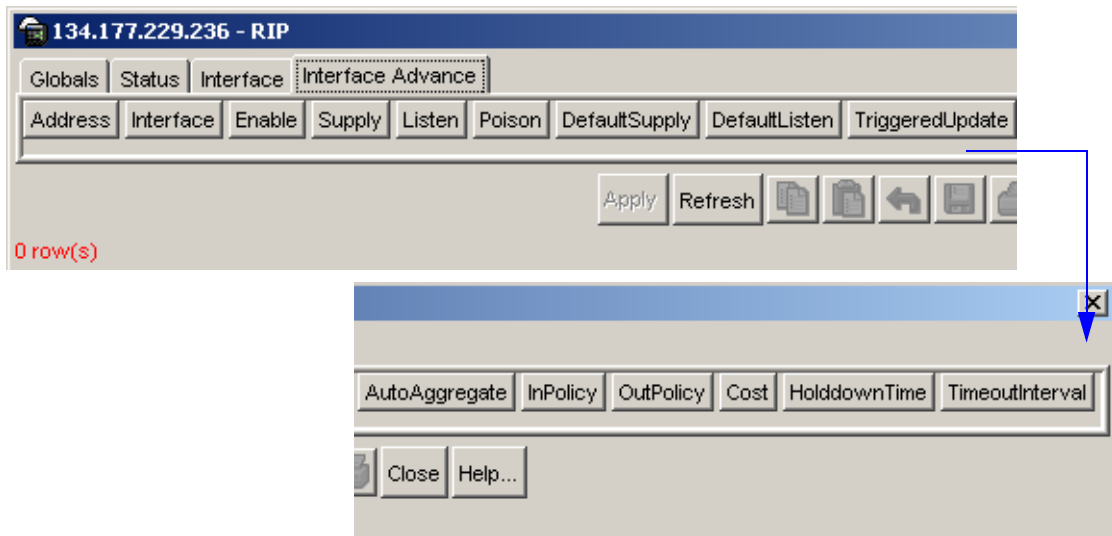 134.177.229.236 - RIP
Globals Status Interface Interface Advance
Address Interface Enable Supply Listen Poison DefaultSupply DefaultListen TriggeredUpdate
Apply Refresh
0 row(s)
AutoAggregate InPolicy OutPolicy Cost HolddownTime TimeoutInterval
Close Help...